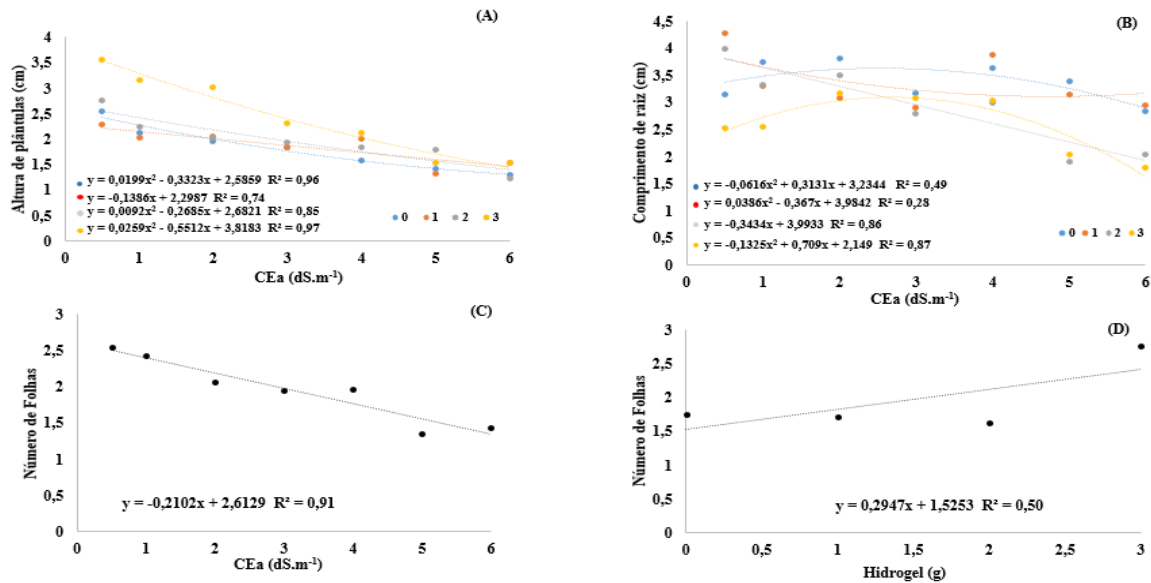 (A)
Altura de plântulas (cm)
4
3,5
3
2,5
2
1,5
1
0,5
0
y = 0,0199x² - 0,3323x + 2,5859 R² = 0,96
y = -0,1386x + 2,2987 R² = 0,74
y = 0,0092x² - 0,2685x + 2,6821 R² = 0,85
y = 0,0259x² - 0,5512x + 3,8183 R² = 0,97
0 1 2 3
0 1 2 3 4 5 6
CEa (dS.m⁻¹)
(B)
Comprimento de raiz (cm)
4,5
4
3,5
3
2,5
2
1,5
1
0,5
0
y = -0,0616x² + 0,3131x + 3,2344 R² = 0,49
y = 0,0386x² - 0,367x + 3,9842 R² = 0,28
y = -0,3434x + 3,9933 R² = 0,86
y = -0,1325x² + 0,709x + 2,149 R² = 0,87
0 1 2 3
0 1 2 3 4 5 6
CEa (dS.m⁻¹)
(C)
Número de Folhas
3
2,5
2
1,5
1
0,5
0
y = -0,2102x + 2,6129 R² = 0,91
0 1 2 3 4 5 6
CEa (dS.m⁻¹)
(D)
Número de Folhas
3
2,5
2
1,5
1
0,5
0
y = 0,2947x + 1,5253 R² = 0,50
0 0,5 1 1,5 2 2,5 3
Hidrogel (g)